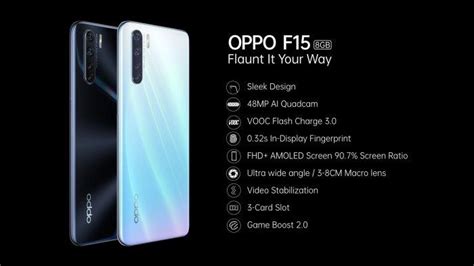 OPPO F15 8GB
Flaunt It Your Way
Sleek Design
48MP AI Quadcam
VOOC Flash Charge 3.0
0.32s In-Display Fingerprint
FHD+ AMOLED Screen 90.7% Screen Ratio
Ultra wide angle / 3-8CM Macro lens
Video Stabilization
3-Card Slot
Game Boost 2.0
oppo
oppo